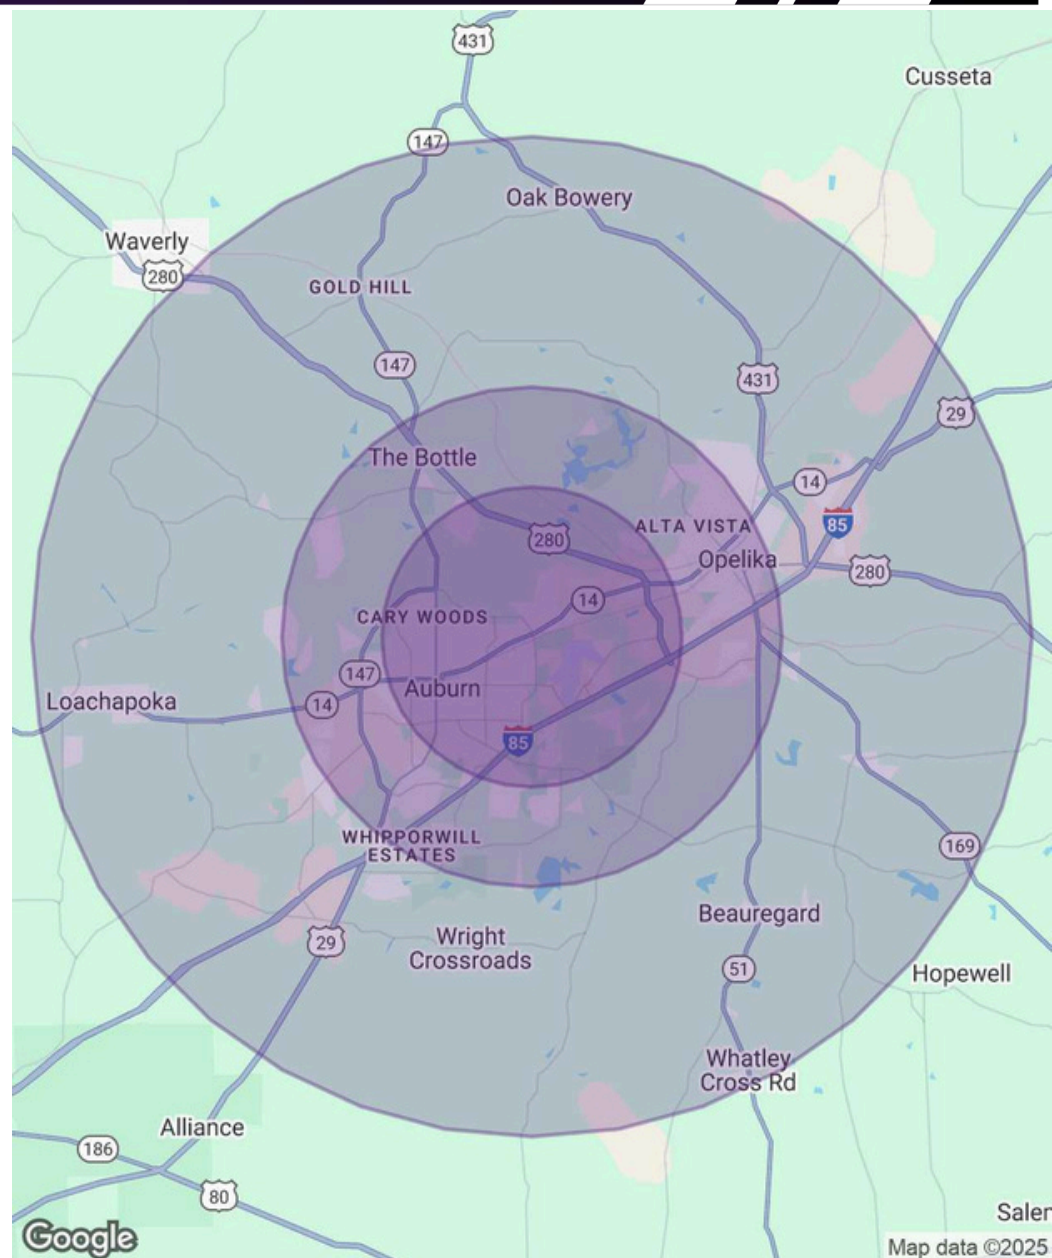 431
Cusseta
147
Oak Bowery
Waverly
280
GOLD HILL
147
431
29
The Bottle
14
ALTA VISTA
85
280
Opelika
280
14
CARY WOODS
147
Auburn
Loachapoka
14
85
WHIPPORWILL
ESTATES
169
Beauregard
29
Wright
Crossroads
51
Hopewell
Whatley
Cross Rd
Alliance
186
80
Saler
Google
Map data ©2025